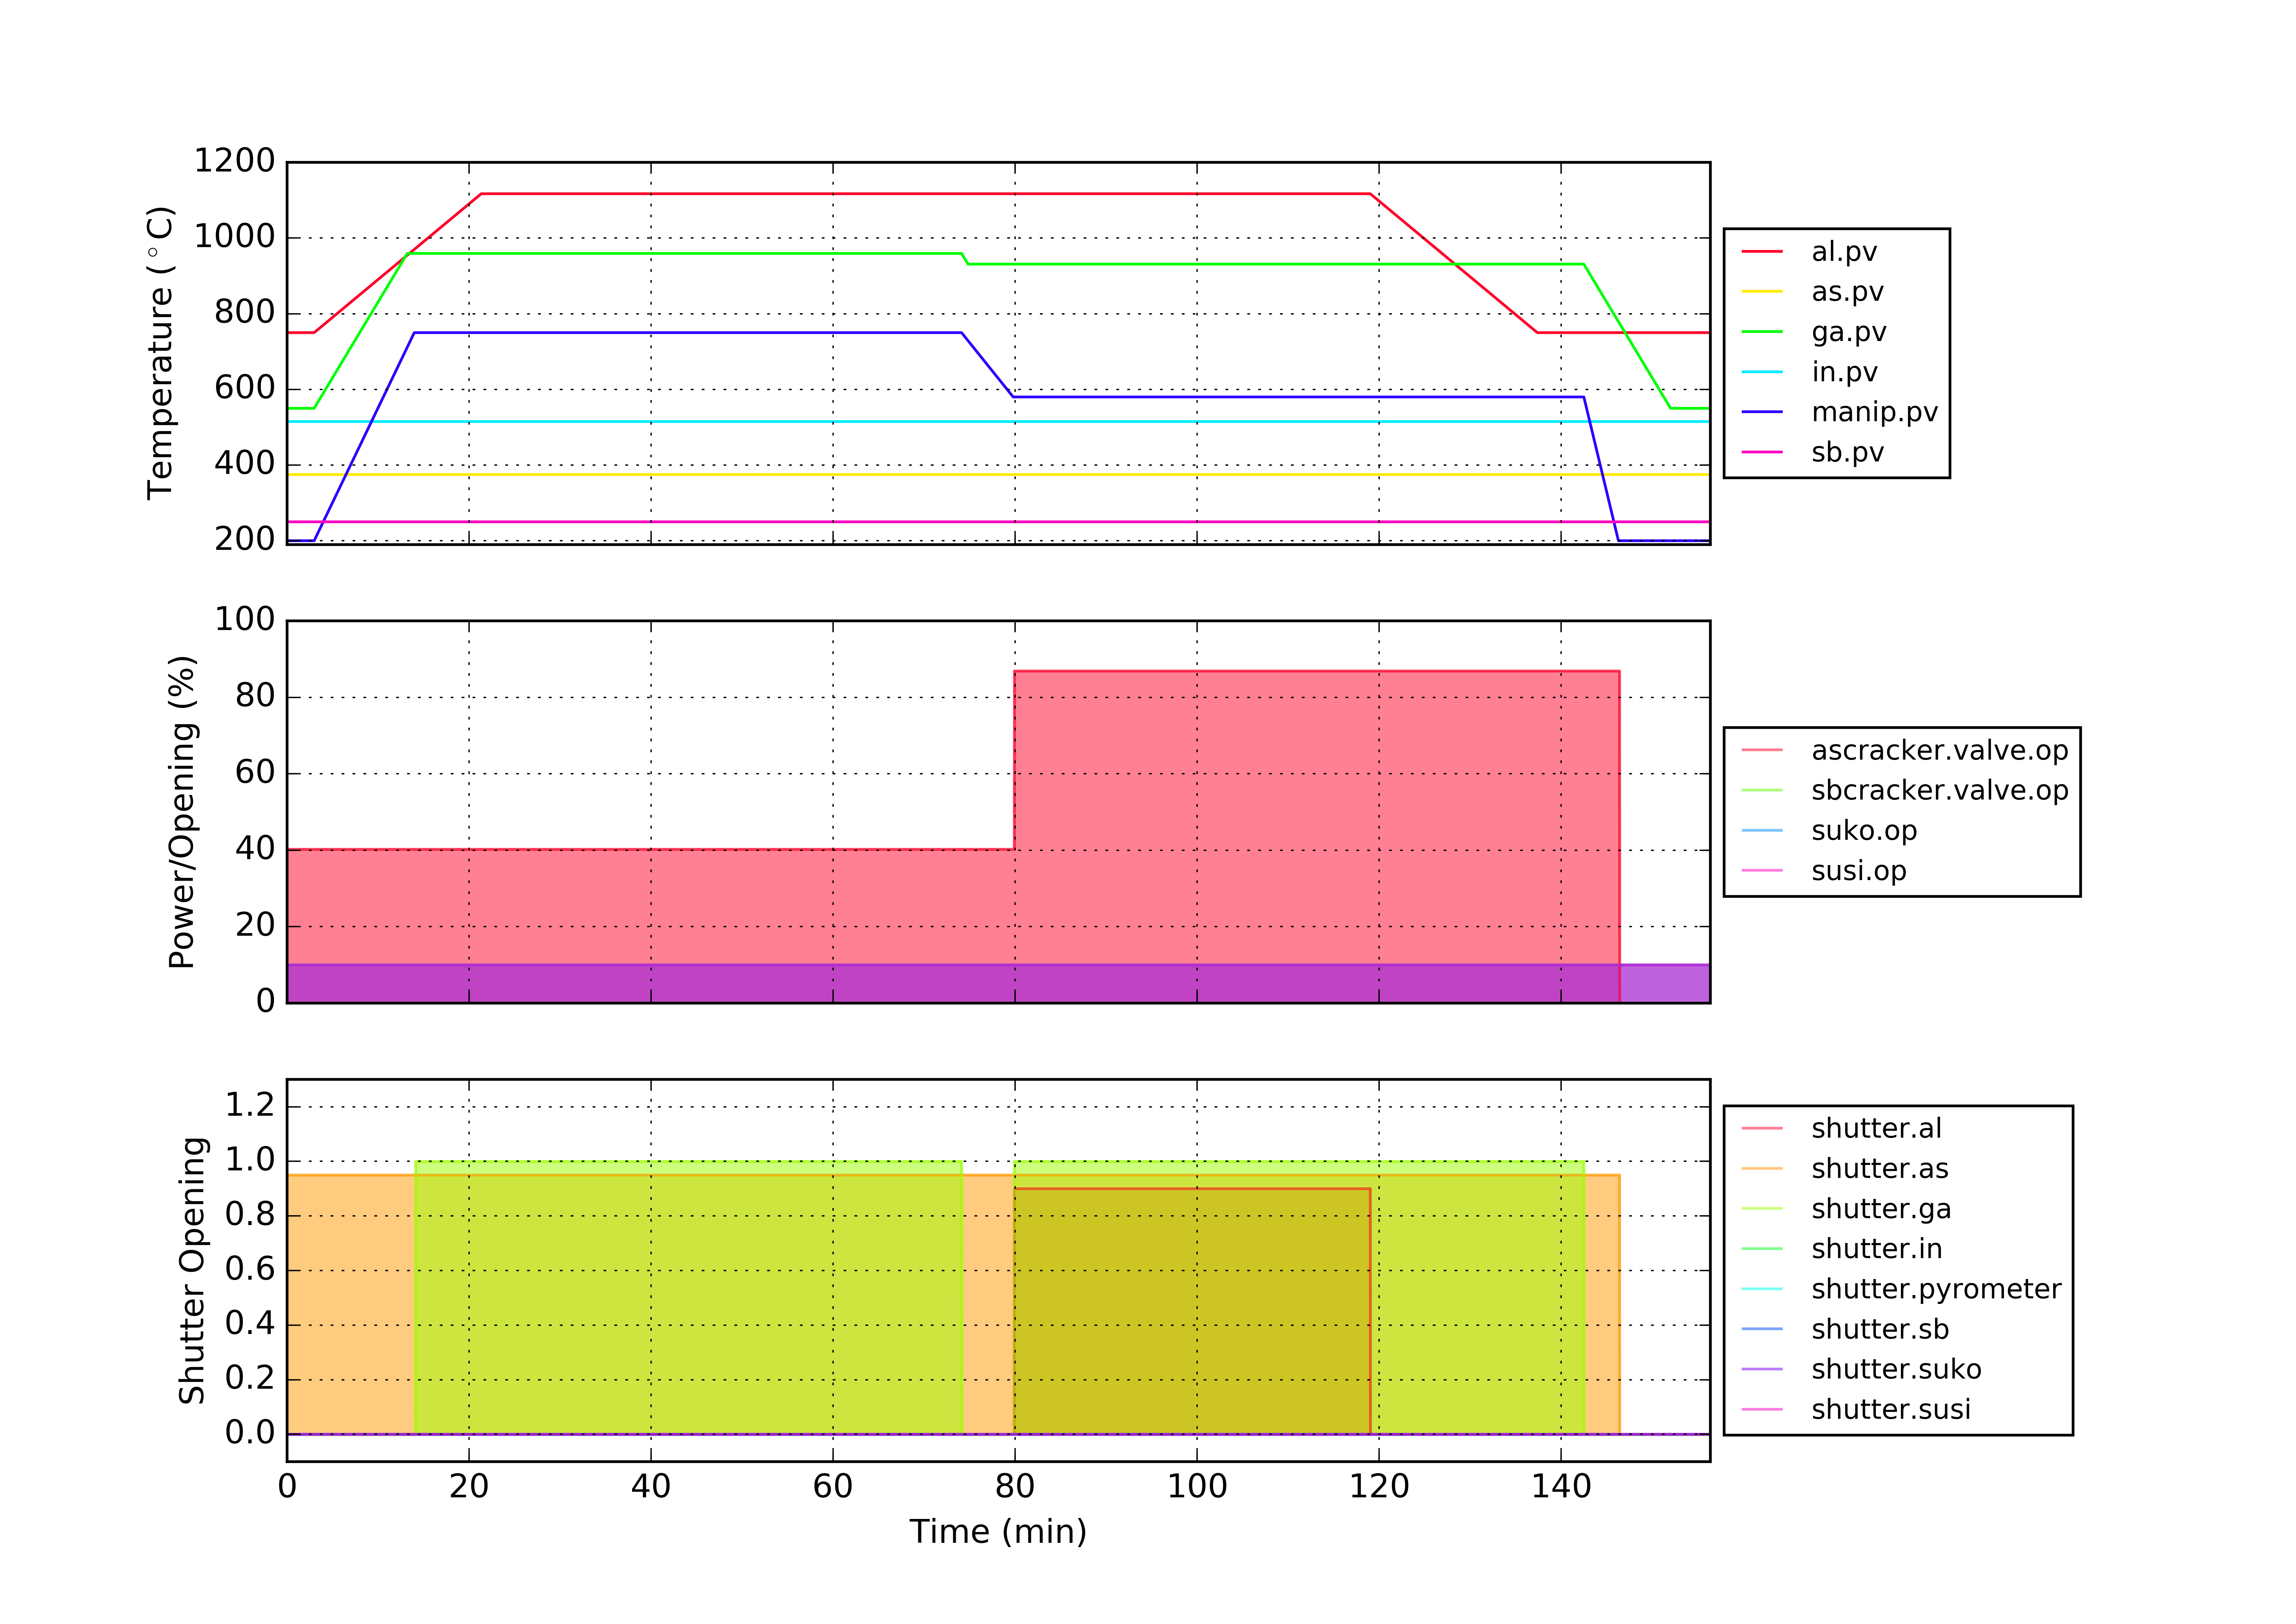 1200
1000
800
600
400
200
Temperature (°C)
al.pv
as.pv
ga.pv
in.pv
manip.pv
sb.pv
100
80
60
40
20
0
Power/Opening (%)
ascracker.valve.op
sbcracker.valve.op
suko.op
susi.op
1.2
1.0
0.8
0.6
0.4
0.2
0.0
Shutter Opening
shutter.al
shutter.as
shutter.ga
shutter.in
shutter.pyrometer
shutter.sb
shutter.suko
shutter.susi
0 20 40 60 80 100 120 140
Time (min)